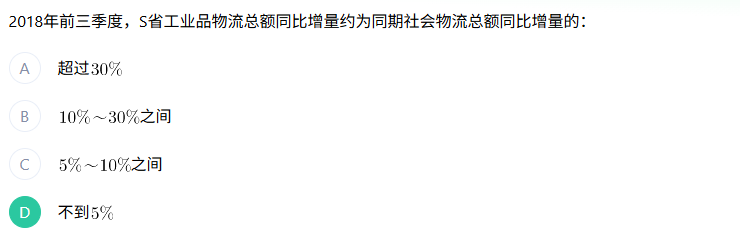 2018年前三季度，S省工业品物流总额同比增量约为同期社会物流总额同比增量的：
A 超过30%
B 10%～30%之间
C 5%～10%之间
D 不到5%